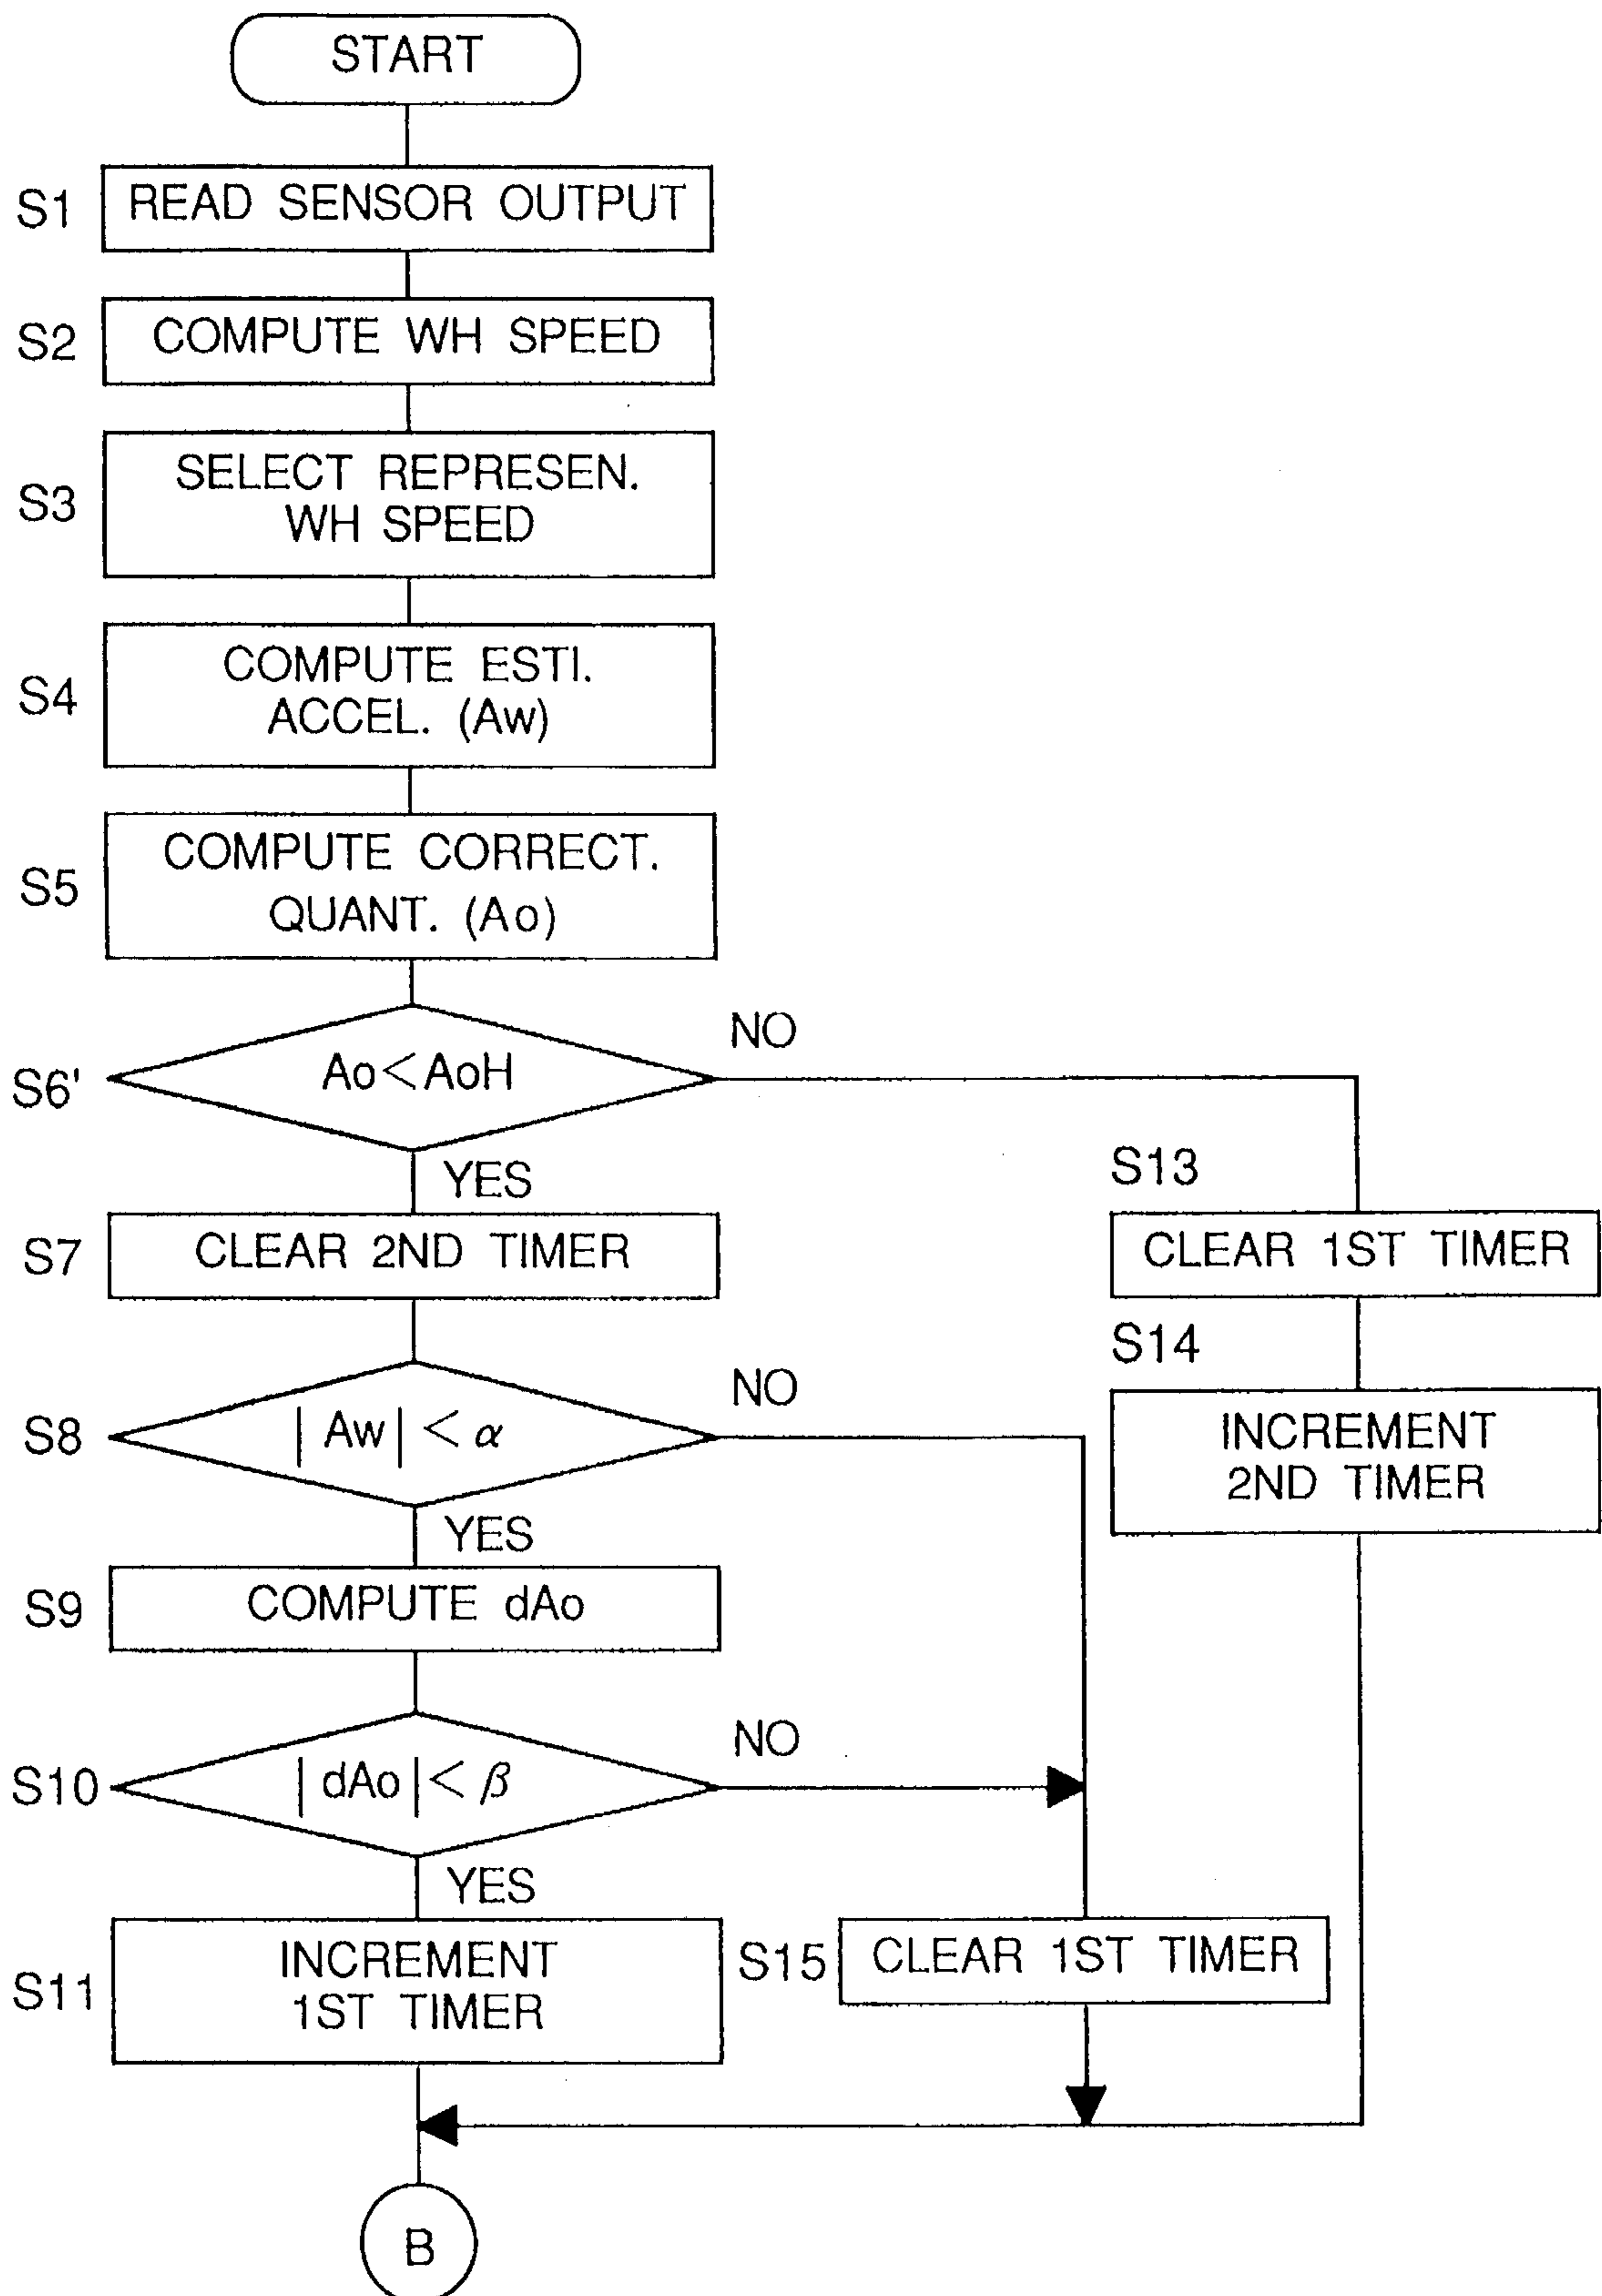 START
S1
READ SENSOR OUTPUT
S2
COMPUTE WH SPEED
S3
SELECT REPRESEN.
WH SPEED
S4
COMPUTE ESTI.
ACCEL. (Aw)
S5
COMPUTE CORRECT.
QUANT. (Ao)
S6'
Ao<AoH
NO
YES
S7
CLEAR 2ND TIMER
S13
CLEAR 1ST TIMER
S14
INCREMENT
2ND TIMER
S8
| Aw | < α
NO
YES
S9
COMPUTE dAo
S10
| dAo | < β
NO
YES
S11
INCREMENT
1ST TIMER
S15
CLEAR 1ST TIMER
B